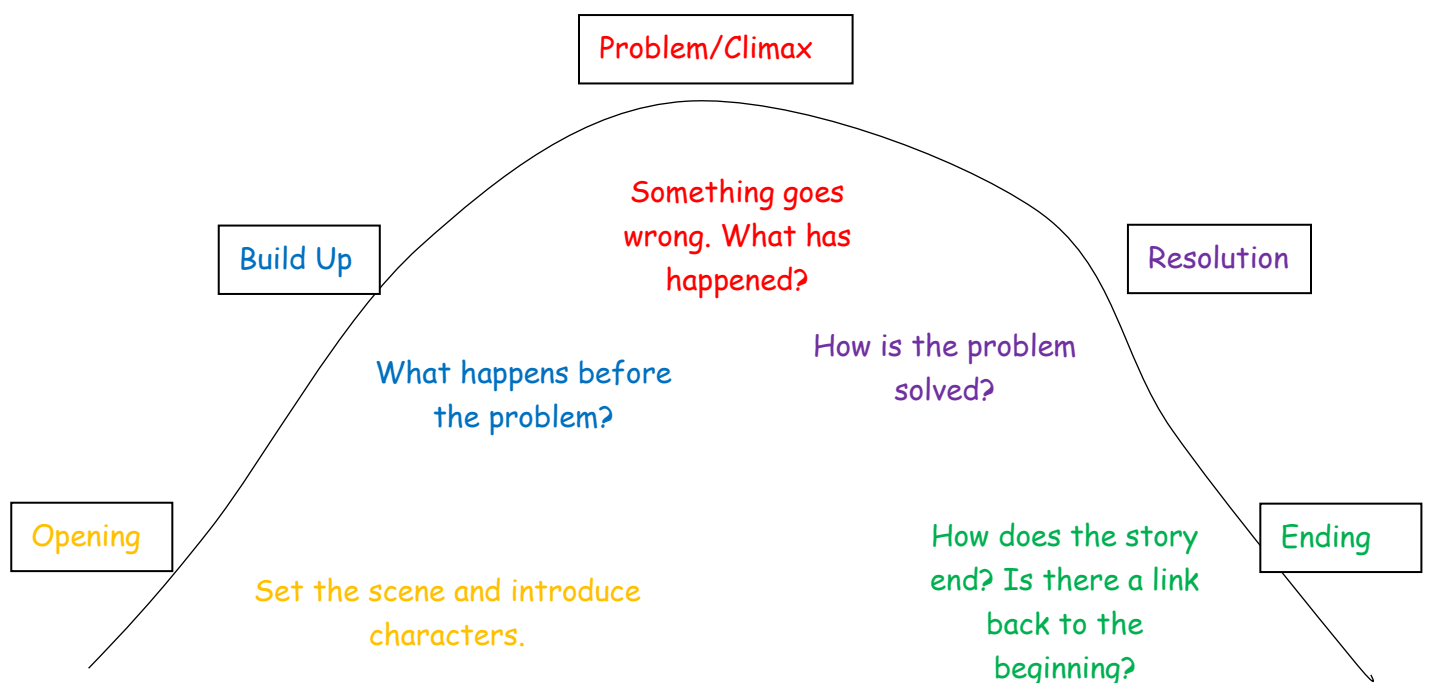 Problem/Climax
Something goes
wrong. What has
happened?
Build Up
Resolution
What happens before
the problem?
How is the problem
solved?
Opening
Set the scene and introduce
characters.
Ending
How does the story
end? Is there a link
back to the
beginning?